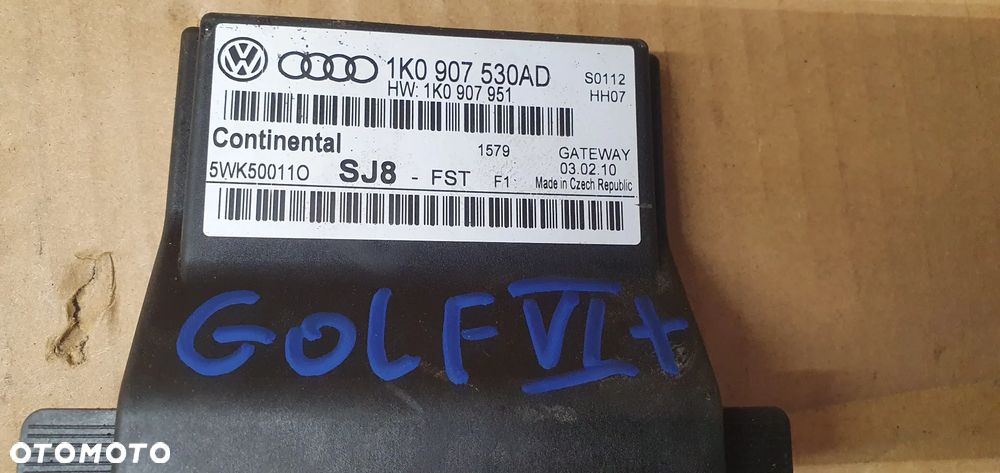 1K0 907 530AD
HW: 1K0 907 951
S0112
HH07
Continental
1579
GATEWAY
5WK50011O
SJ8 - FST F1
03.02.10
Made in Czech Republic
GOLF VI+
OTOMOTO